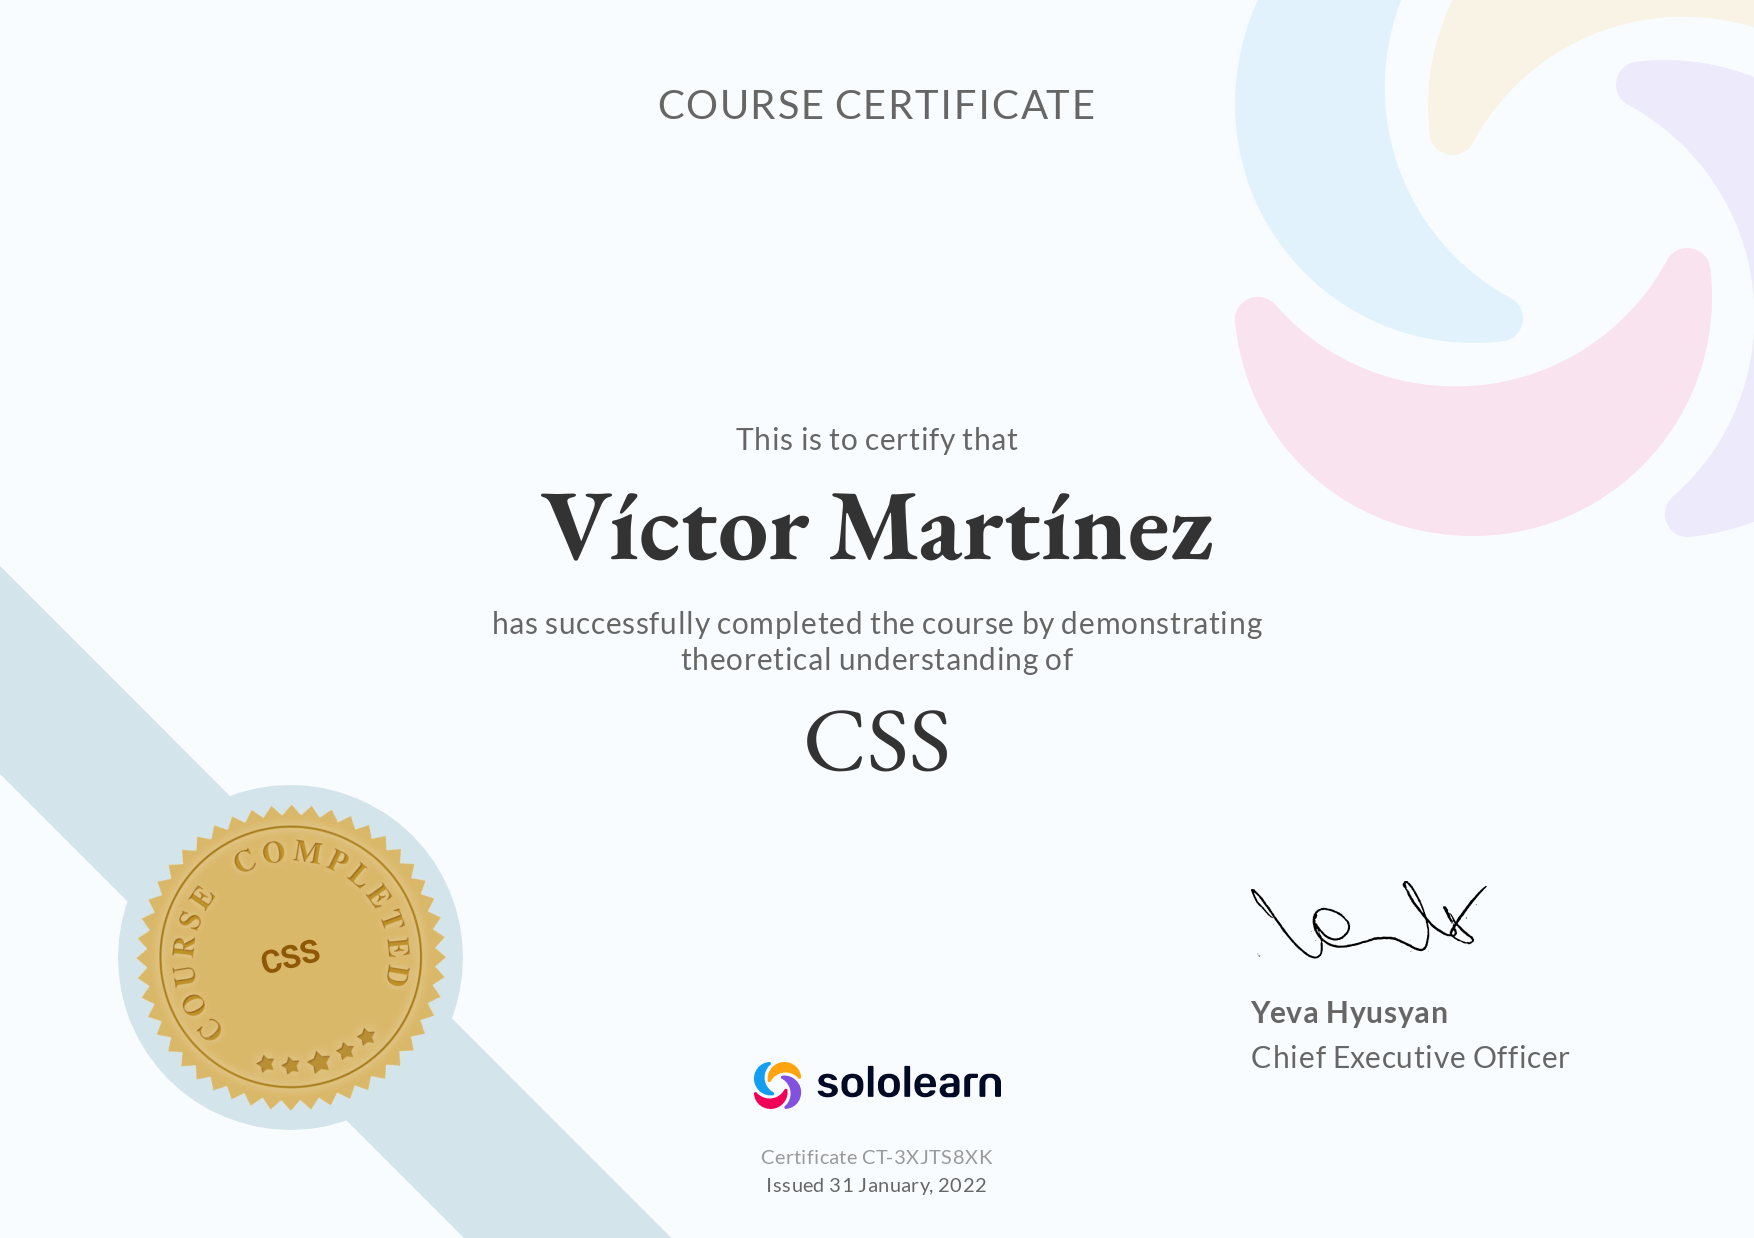 COURSE CERTIFICATE
This is to certify that
Víctor Martínez
has successfully completed the course by demonstrating
theoretical understanding of
CSS
COURSE COMPLETED
CSS
Yeva Hyusyan
Chief Executive Officer
sololearn
Certificate CT-3XJTS8XK
Issued 31 January, 2022